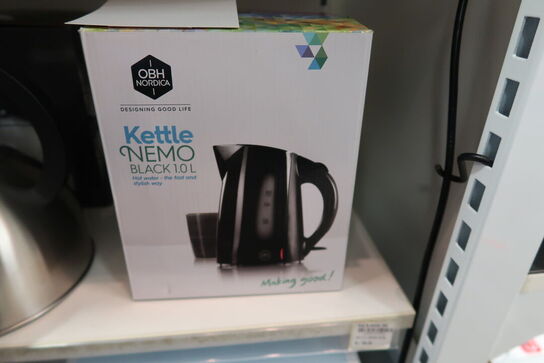 OBH
NORDICA
DESIGNING GOOD LIFE
Kettle
NEMO
BLACK 1.0 L
Hot water - the fast and
stylish way
Making good!